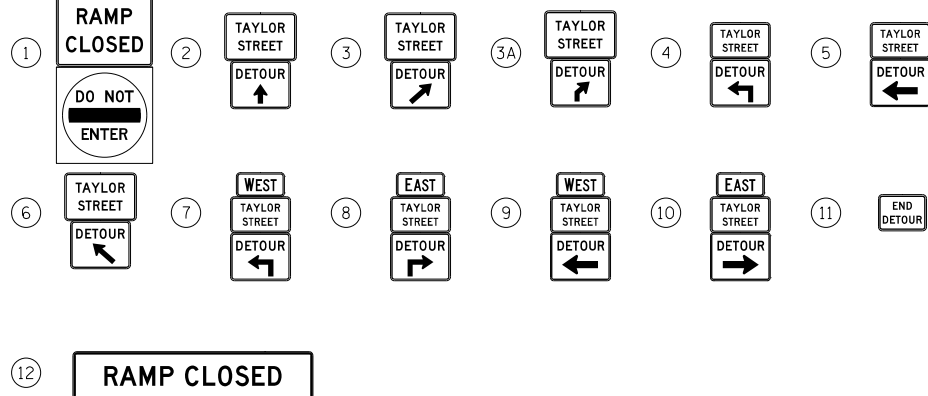 1
RAMP
CLOSED
DO NOT
ENTER
2
TAYLOR
STREET
DETOUR
3
TAYLOR
STREET
DETOUR
3A
TAYLOR
STREET
DETOUR
4
TAYLOR
STREET
DETOUR
5
TAYLOR
STREET
DETOUR
6
TAYLOR
STREET
DETOUR
7
WEST
TAYLOR
STREET
DETOUR
8
EAST
TAYLOR
STREET
DETOUR
9
WEST
TAYLOR
STREET
DETOUR
10
EAST
TAYLOR
STREET
DETOUR
11
END
DETOUR
12
RAMP CLOSED